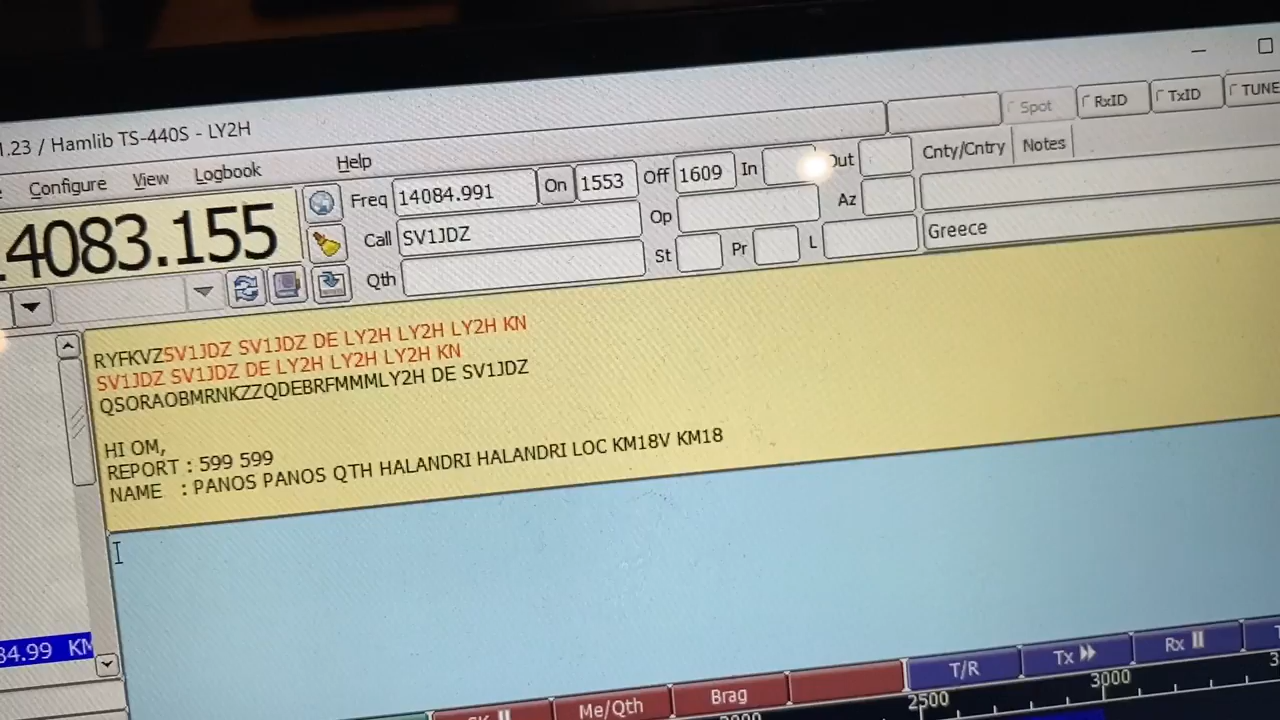 1.23 / Hamlib TS-440S - LY2H
Configure View Logbook Help
Spot RxID TxID TUNE
4083.155
Freq 14084.991 On 1553 Off 1609 In Out Cnty/Cntry Notes
Call SV1JDZ Op Az
Qth St Pr L Greece
RYFKVZSV1JDZ SV1JDZ DE LY2H LY2H LY2H KN
SV1JDZ SV1JDZ DE LY2H LY2H LY2H KN
QSORAOBMRNKZZQDEBRFMMMLY2H DE SV1JDZ
HI OM,
REPORT : 599 599
NAME : PANOS PANOS QTH HALANDRI HALANDRI LOC KM18V KM18
84.99 KM
Me/Qth Brag T/R Tx Rx
2500 3000